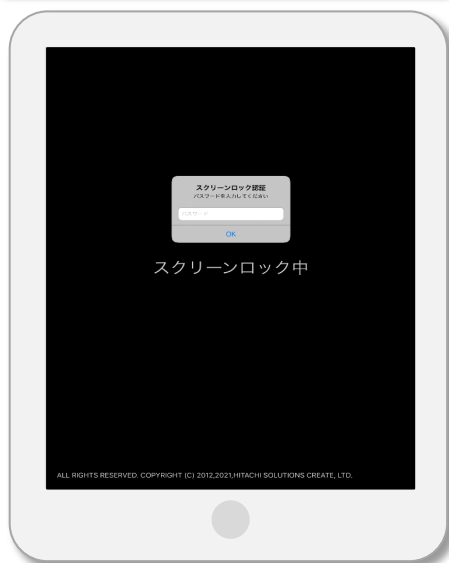 スクリーンロック認証
パスワードを入力してください
パスワード
OK
スクリーンロック中
ALL RIGHTS RESERVED. COPYRIGHT (C) 2012,2021,HITACHI SOLUTIONS CREATE, LTD.